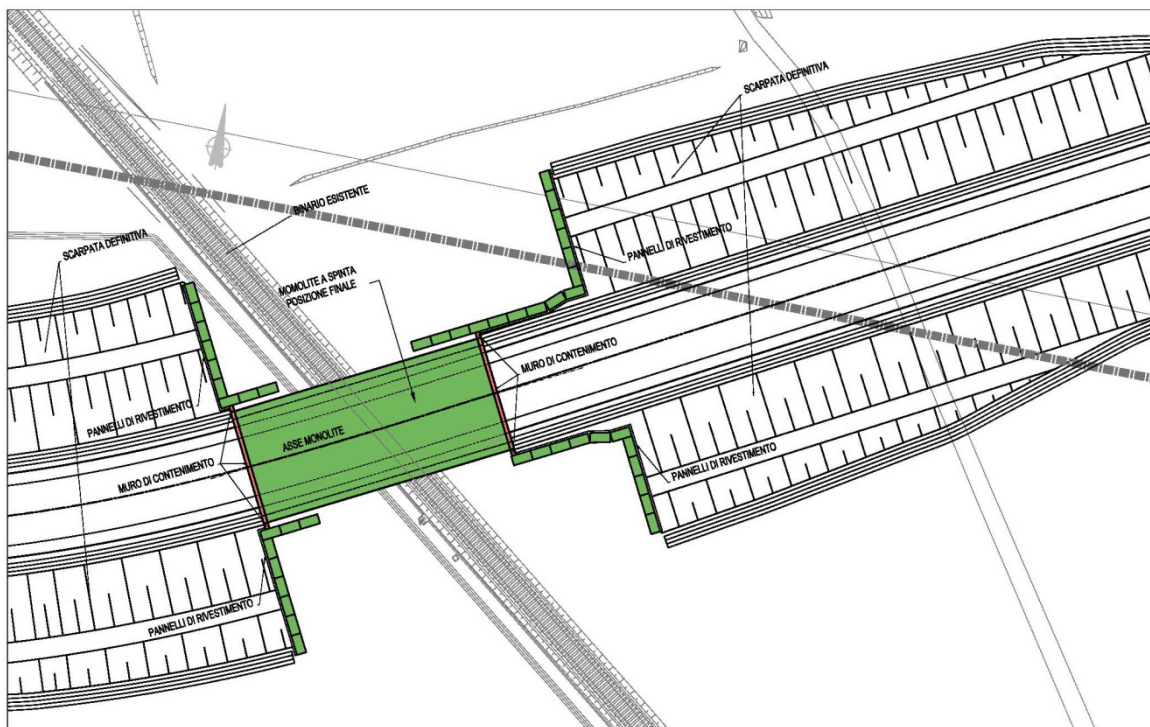 SCARPATA DEFINITIVA
BINARIO ESISTENTE
SCARPATA DEFINITIVA
PANNELLI DI RIVESTIMENTO
MOMOLITE A SPINTA
POSIZIONE FINALE
MURO DI CONTENIMENTO
PANNELLI DI RIVESTIMENTO
ASSE MONOLITE
PANNELLI DI RIVESTIMENTO
MURO DI CONTENIMENTO
PANNELLI DI RIVESTIMENTO